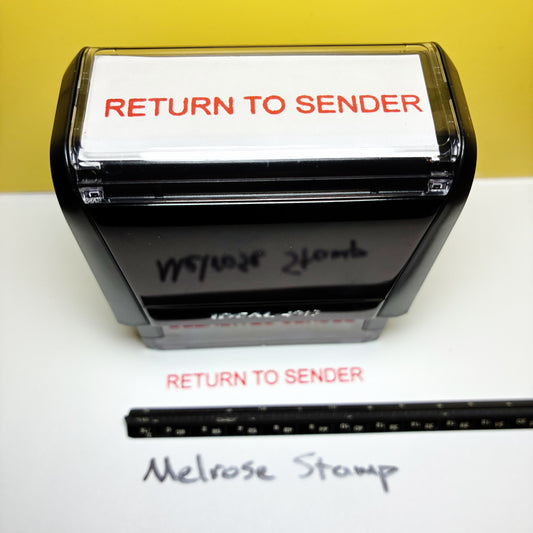 RETURN TO SENDER
Melrose Stamp
RETURN TO SENDER
Melrose Stamp